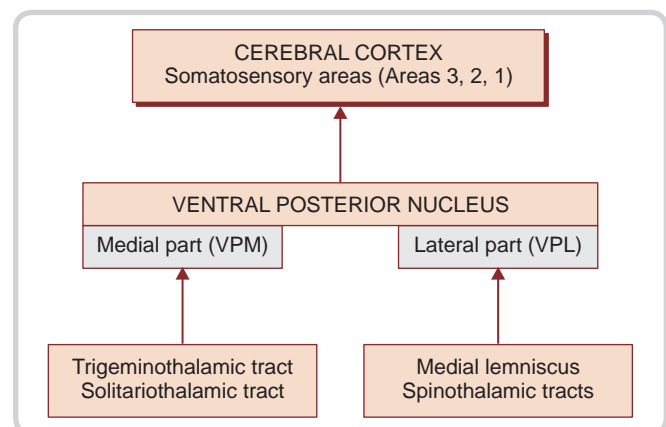 CEREBRAL CORTEX
Somatosensory areas (Areas 3, 2, 1)
VENTRAL POSTERIOR NUCLEUS
Medial part (VPM)
Lateral part (VPL)
Trigeminothalamic tract
Solitariothalamic tract
Medial lemniscus
Spinothalamic tracts